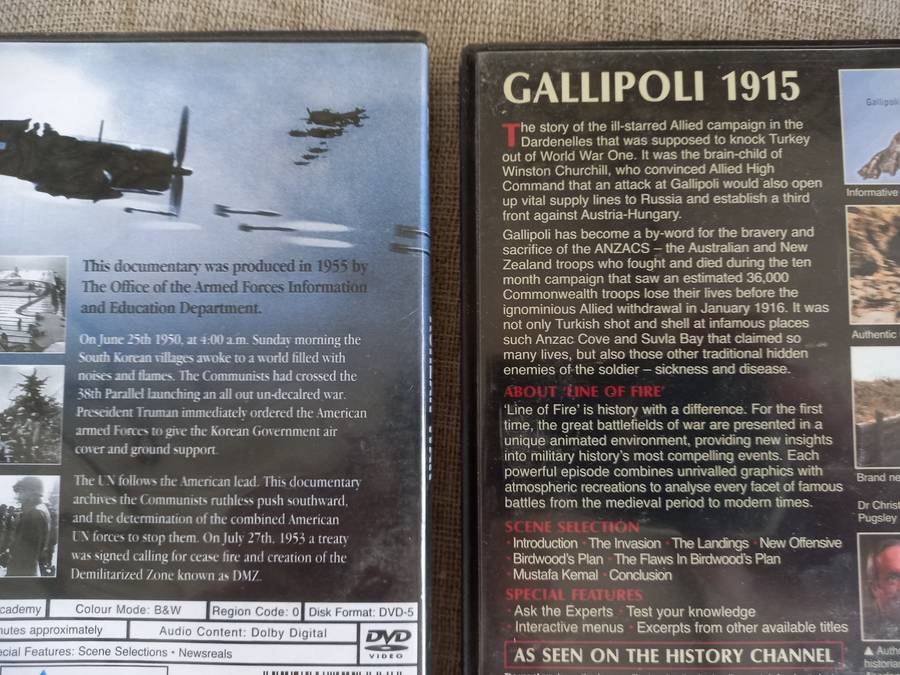 This documentary was produced in 1955 by
The Office of the Armed Forces Information
and Education Department.
On June 25th 1950, at 4:00 a.m. Sunday morning the
South Korean villages awoke to a world filled with
noises and flames. The Communists had crossed the
38th Parallel launching an all out un-decalred war.
Preseident Truman immediately ordered the American
armed Forces to give the Korean Government air
cover and ground support.
The UN follows the American lead. This documentary
archives the Communists ruthless push southward,
and the determination of the combined American
UN forces to stop them. On July 27th, 1953 a treaty
was signed calling for cease fire and creation of the
Demilitarized Zone known as DMZ.
cademy Colour Mode: B&W Region Code: 0 Disk Format: DVD-5
nutes approximately Audio Content: Dolby Digital
ecial Features: Scene Selections • Newsreals
DVD
VIDEO
GALLIPOLI 1915
The story of the ill-starred Allied campaign in the
Dardenelles that was supposed to knock Turkey
out of World War One. It was the brain-child of
Winston Churchill, who convinced Allied High
Command that an attack at Gallipoli would also open
up vital supply lines to Russia and establish a third
front against Austria-Hungary.
Gallipoli has become a by-word for the bravery and
sacrifice of the ANZACS – the Australian and New
Zealand troops who fought and died during the ten
month campaign that saw an estimated 36,000
Commonwealth troops lose their lives before the
ignominious Allied withdrawal in January 1916. It was
not only Turkish shot and shell at infamous places
such Anzac Cove and Suvla Bay that claimed so
many lives, but also those other traditional hidden
enemies of the soldier – sickness and disease.
ABOUT 'LINE OF FIRE'
'Line of Fire' is history with a difference. For the first
time, the great battlefields of war are presented in a
unique animated environment, providing new insights
into military history's most compelling events. Each
powerful episode combines unrivalled graphics with
atmospheric recreations to analyse every facet of famous
battles from the medieval period to modern times.
SCENE SELECTION
• Introduction • The Invasion • The Landings • New Offensive
• Birdwood's Plan • The Flaws In Birdwood's Plan
• Mustafa Kemal • Conclusion
SPECIAL FEATURES
• Ask the Experts • Test your knowledge
• Interactive menus • Excerpts from other available titles
AS SEEN ON THE HISTORY CHANNEL
Gallipoli
Informative
Authentic
Brand ne
Dr Christ
Pugsley
▲ Autho
historian